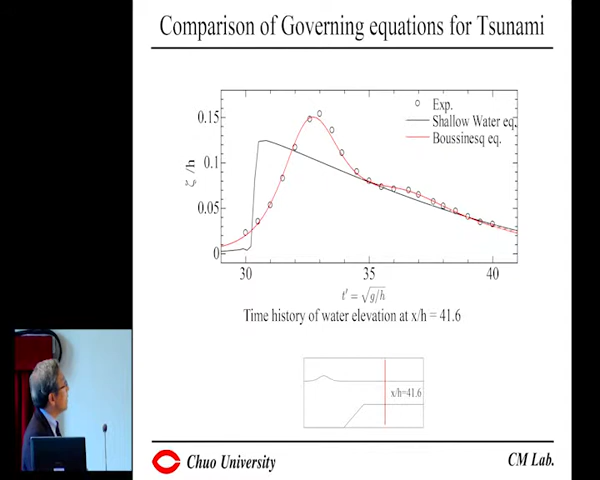 Comparison of Governing equations for Tsunami
Exp.
Shallow Water eq.
Boussinesq eq.
0.15
0.1
0.05
0
ζ /h
30
35
40
t' = √g/h
Time history of water elevation at x/h = 41.6
x/h=41.6
Chuo University
CM Lab.